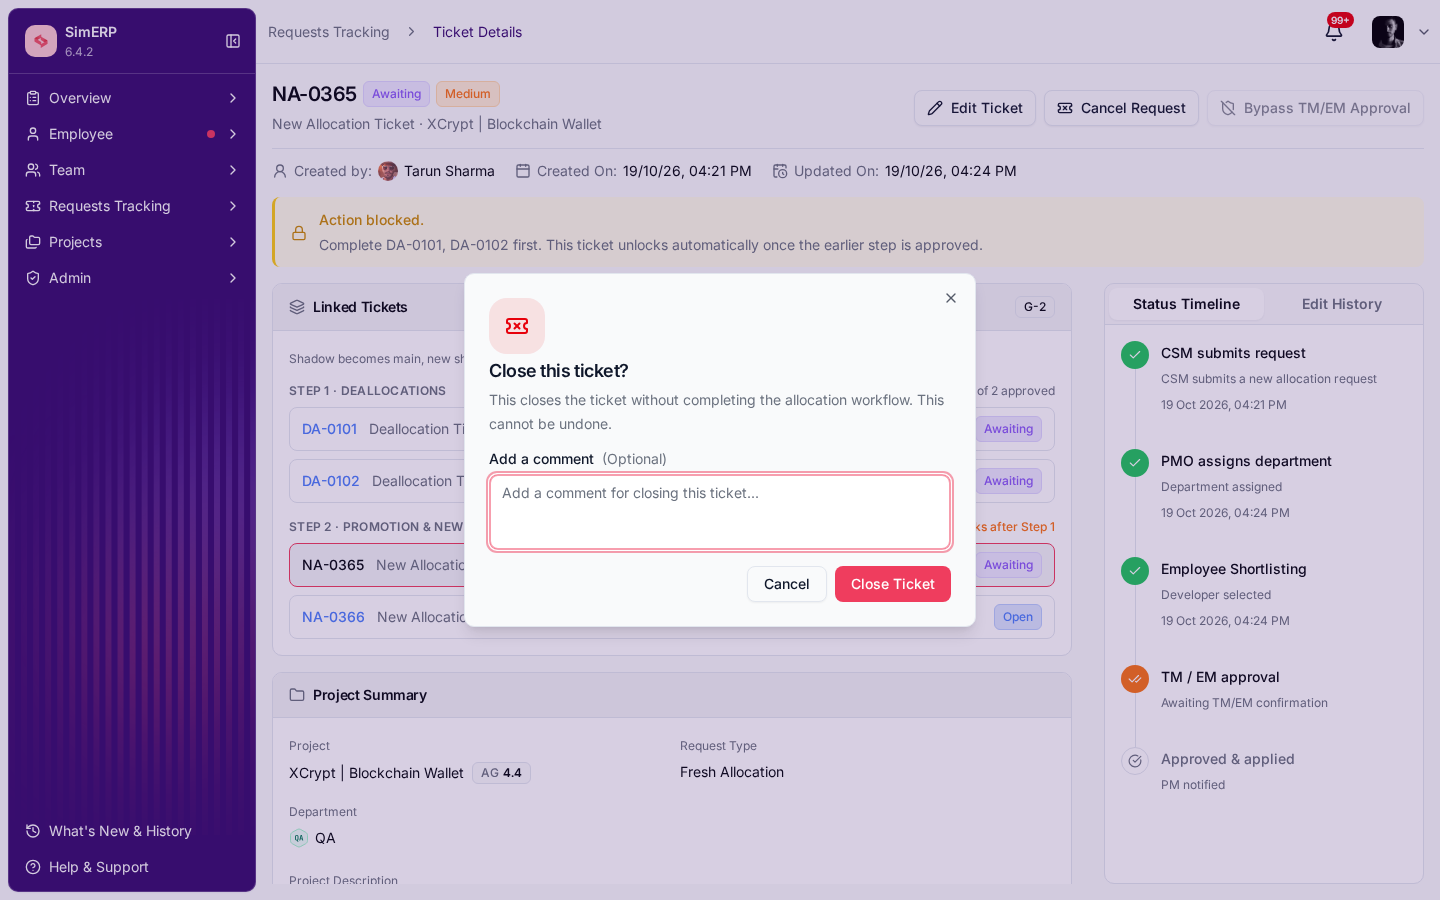 SimERP
6.4.2
Overview
Employee
Team
Requests Tracking
Projects
Admin
What's New & History
Help & Support
Requests Tracking
Ticket Details
99+
NA-0365
Awaiting
Medium
New Allocation Ticket · XCrypt | Blockchain Wallet
Edit Ticket
Cancel Request
Bypass TM/EM Approval
Created by: Tarun Sharma
Created On: 19/10/26, 04:21 PM
Updated On: 19/10/26, 04:24 PM
Action blocked.
Complete DA-0101, DA-0102 first. This ticket unlocks automatically once the earlier step is approved.
Linked Tickets
G-2
Shadow becomes main, new
STEP 1 · DEALLOCATIONS
of 2 approved
DA-0101 Deallocation
Awaiting
DA-0102 Deallocation
Awaiting
STEP 2 · PROMOTION & NEW
after Step 1
NA-0365 New
Awaiting
NA-0366 New
Open
Close this ticket?
This closes the ticket without completing the allocation workflow. This
cannot be undone.
Add a comment (Optional)
Add a comment for closing this ticket...
Cancel
Close Ticket
Project Summary
Project
XCrypt | Blockchain Wallet AG 4.4
Request Type
Fresh Allocation
Department
QA QA
Project Description
Status Timeline
Edit History
CSM submits request
CSM submits a new allocation request
19 Oct 2026, 04:21 PM
PMO assigns department
Department assigned
19 Oct 2026, 04:24 PM
Employee Shortlisting
Developer selected
19 Oct 2026, 04:24 PM
TM / EM approval
Awaiting TM/EM confirmation
Approved & applied
PM notified